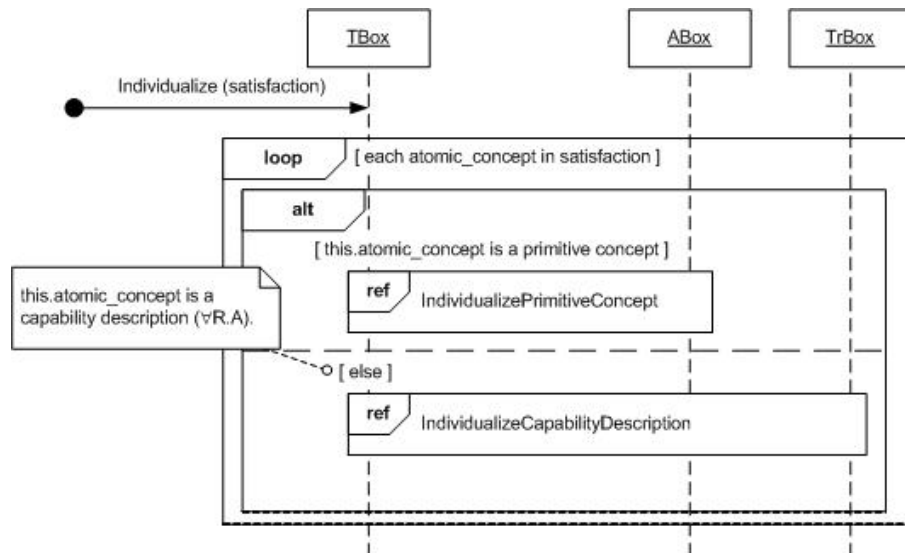 TBox
ABox
TrBox
Individualize (satisfaction)
loop
[ each atomic_concept in satisfaction ]
alt
[ this.atomic_concept is a primitive concept ]
ref
IndividualizePrimitiveConcept
this.atomic_concept is a
capability description (∀R.A).
[ else ]
ref
IndividualizeCapabilityDescription